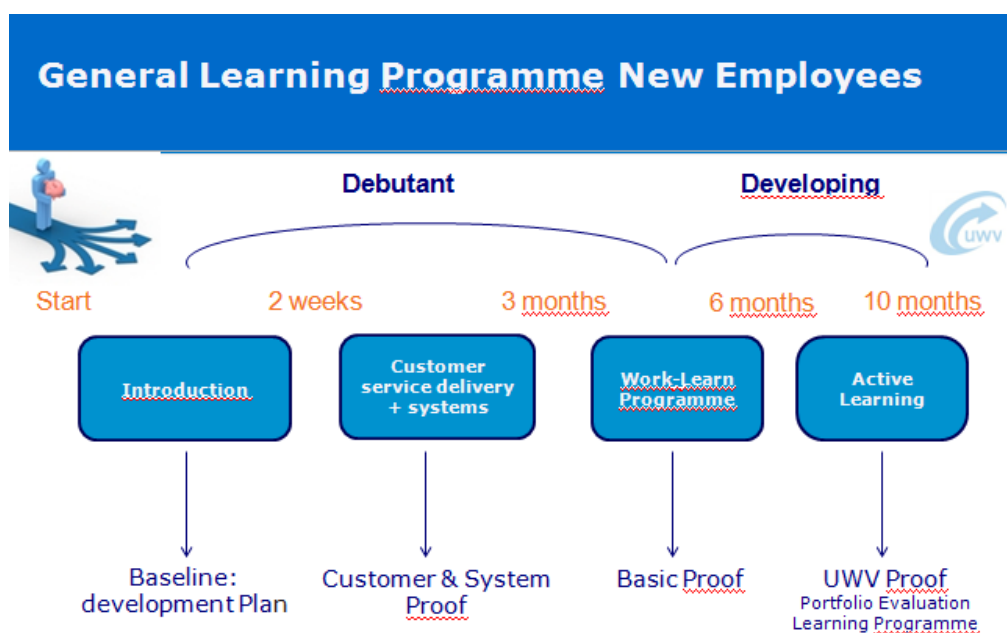 General Learning Programme New Employees
Debutant
Developing
uwv
Start
2 weeks
3 months
6 months
10 months
Introduction
Customer
service delivery
+ systems
Work-Learn
Programme
Active
Learning
Baseline:
development Plan
Customer & System
Proof
Basic Proof
UWV Proof
Portfolio Evaluation
Learning Programme